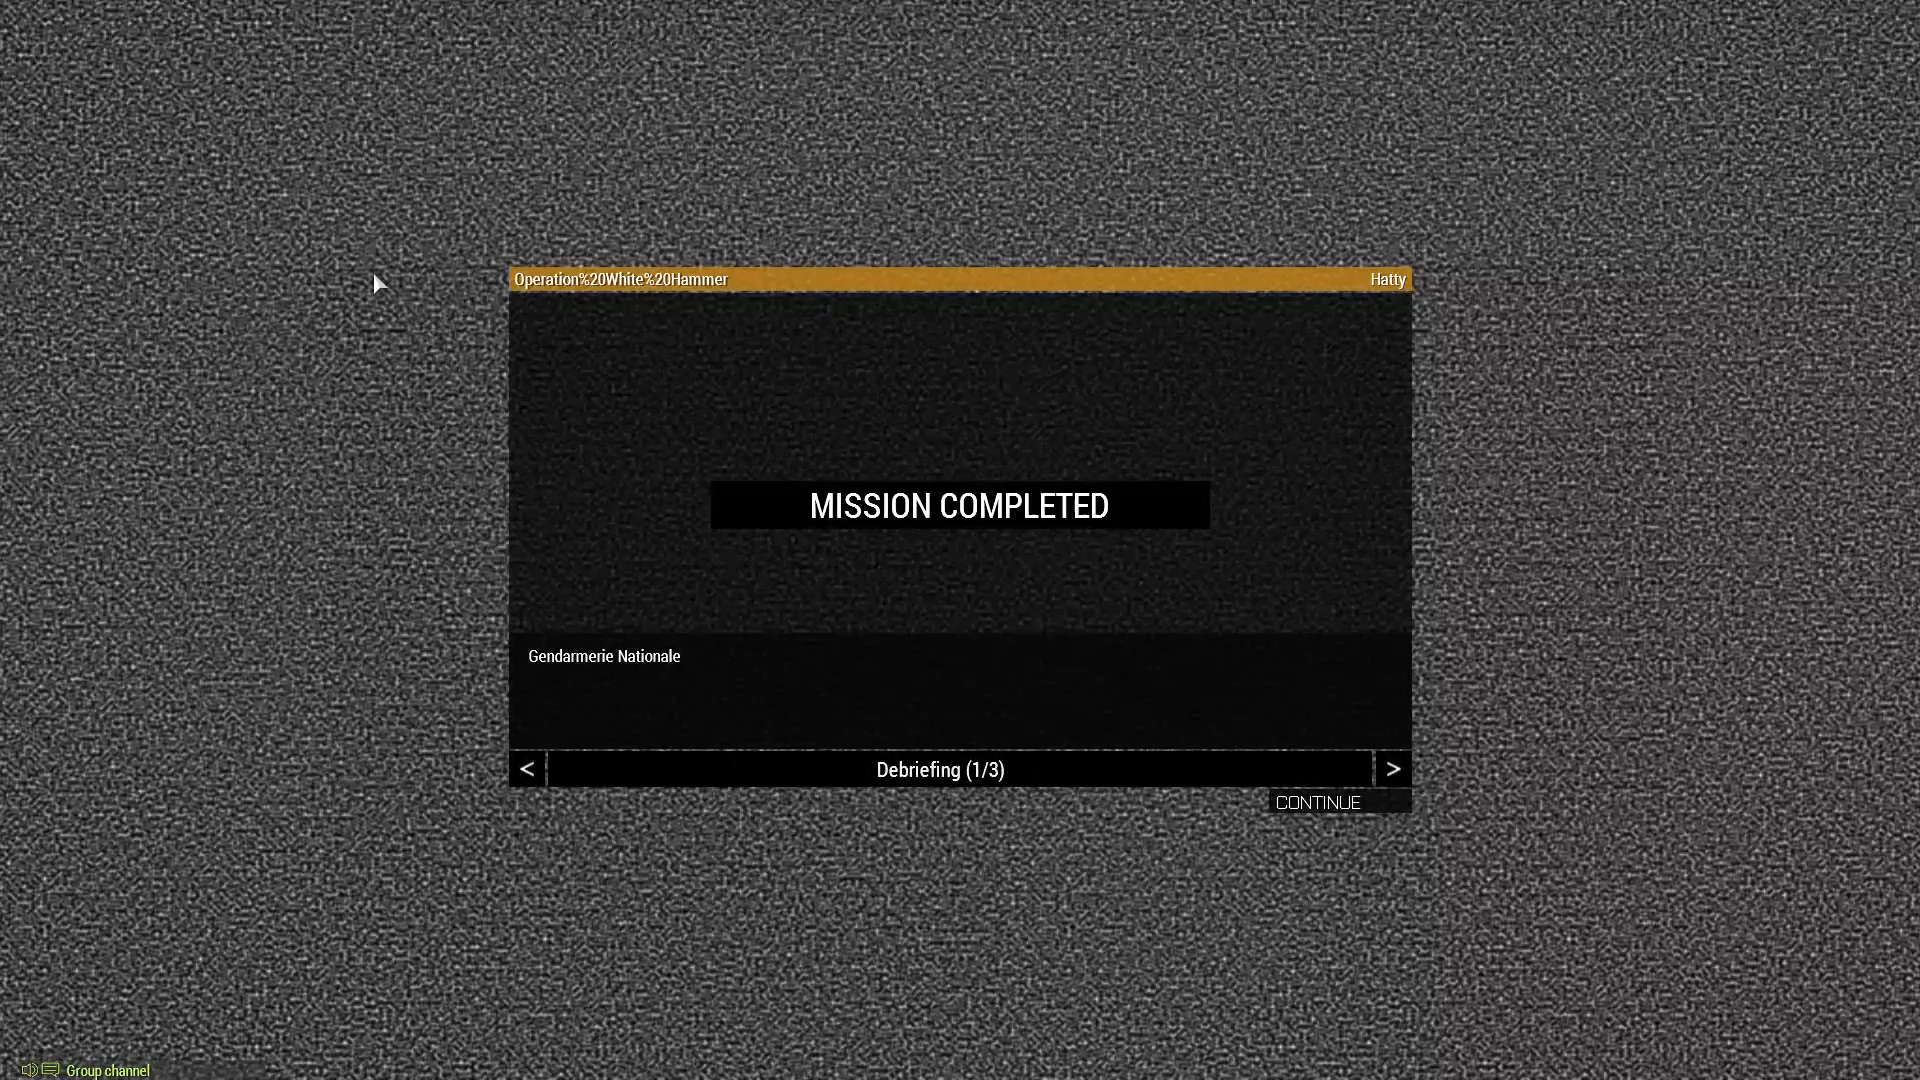 Operation%20White%20Hammer
Hatty
MISSION COMPLETED
Gendarmerie Nationale
< Debriefing (1/3) >
CONTINUE
Group channel